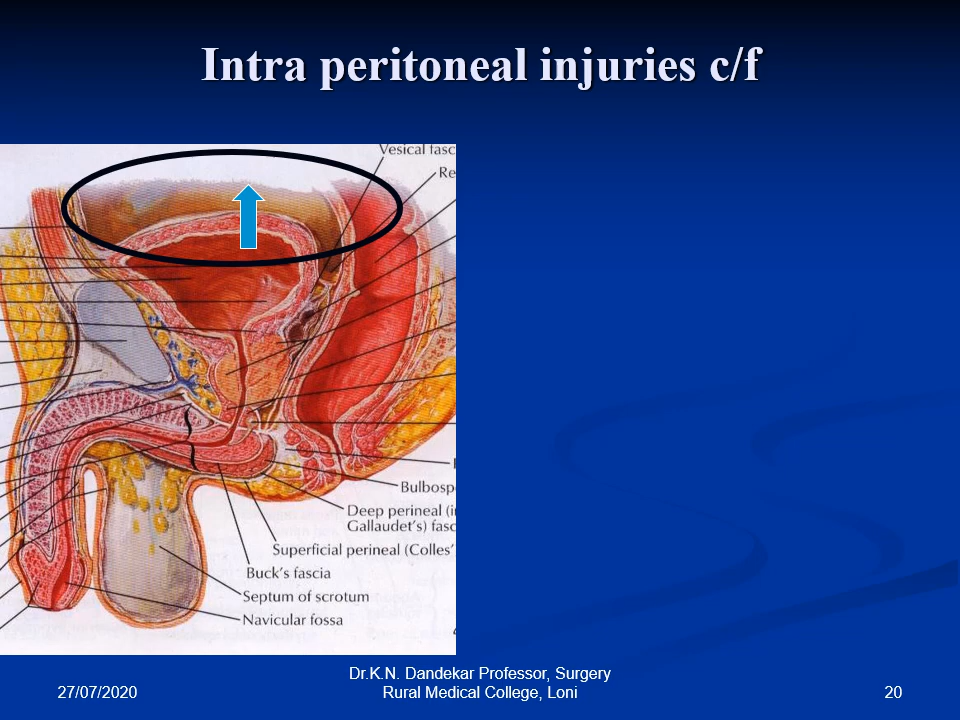 Intra peritoneal injuries c/f
Vesical fasc
Re
Bulbosp
Deep perineal (i
Gallaudet's) fasc
Superficial perineal (Colles'
Buck's fascia
Septum of scrotum
Navicular fossa
27/07/2020
Dr.K.N. Dandekar Professor, Surgery
Rural Medical College, Loni
20